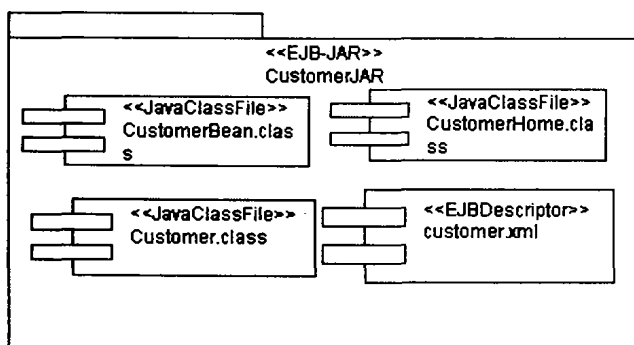 <<EJB-JAR>>
CustomerJAR
<<JavaClassFile>>
CustomerBean.clas
s
<<JavaClassFile>>
CustomerHome.cla
ss
<<JavaClassFile>>
Customer.class
<<EJBDescriptor>>
customer.xml